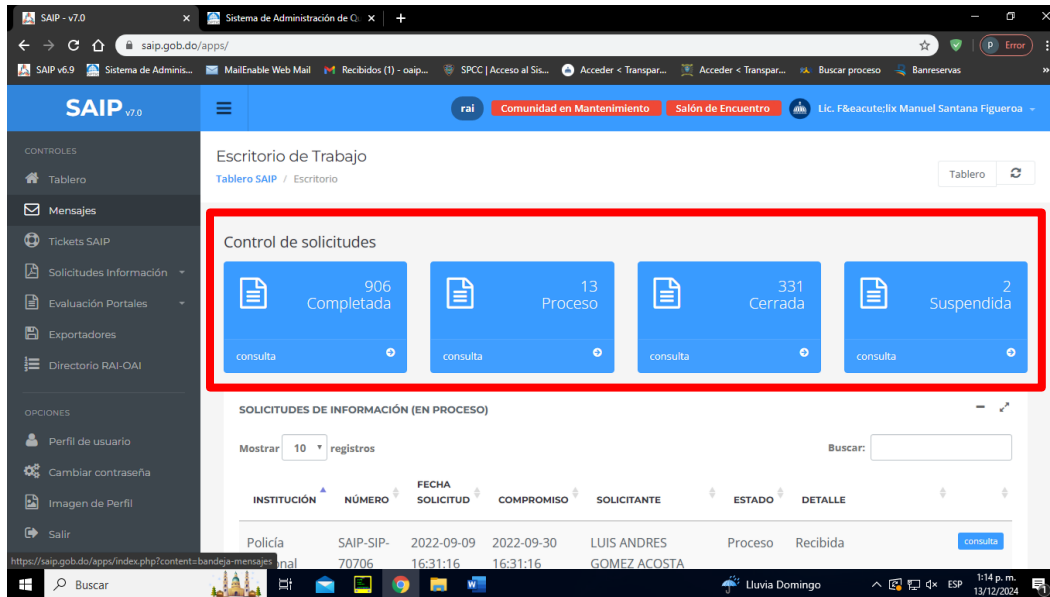 SAIP - v7.0
Sistema de Administración de Q
saip.gob.do/apps/
P Error
SAIP v6.9 Sistema de Adminis... MailEnable Web Mail Recibidos (1) - oaip... SPCC | Acceso al Sis... Acceder < Transpar... Acceder < Transpar... Buscar proceso Banreservas »
SAIP v7.0
rai Comunidad en Mantenimiento Salón de Encuentro Lic. F&eacute;lix Manuel Santana Figueroa
CONTROLES
Tablero
Mensajes
Tickets SAIP
Solicitudes Información
Evaluación Portales
Exportadores
Directorio RAI-OAI
OPCIONES
Perfil de usuario
Cambiar contraseña
Imagen de Perfil
Salir
https://saip.gob.do/apps/index.php?content=bandeja-mensajes
Escritorio de Trabajo
Tablero SAIP / Escritorio
Tablero
Control de solicitudes
906
Completada
consulta
13
Proceso
consulta
331
Cerrada
consulta
2
Suspendida
consulta
SOLICITUDES DE INFORMACIÓN (EN PROCESO)
Mostrar 10 registros
Buscar:
INSTITUCIÓN NÚMERO FECHA SOLICITUD COMPROMISO SOLICITANTE ESTADO DETALLE
Policía SAIP-SIP- 2022-09-09 2022-09-30 LUIS ANDRES Proceso Recibida consulta
nal 70706 16:31:16 16:31:16 GOMEZ ACOSTA
Buscar
Lluvia Domingo
ESP
1:14 p. m.
13/12/2024